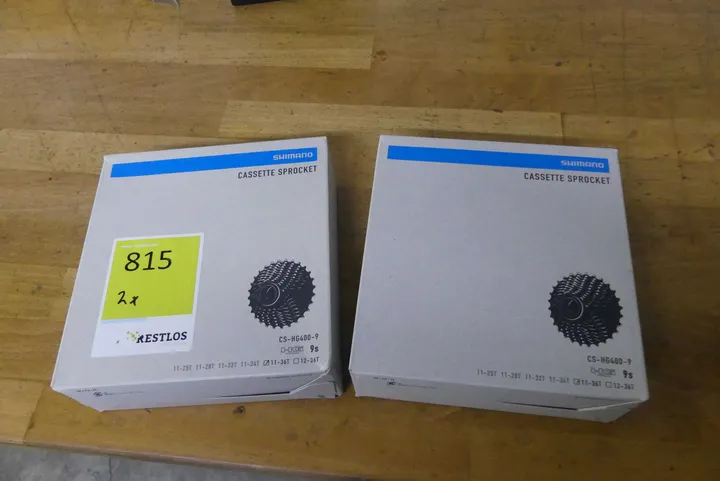 SHIMANO
CASSETTE SPROCKET
815
2x
RESTLOS
CS-HG400-9
9s
11-25T 11-28T 11-32T 11-34T 11-36T 12-36T
SHIMANO
CASSETTE SPROCKET
CS-HG400-9
9s
11-25T 11-28T 11-32T 11-34T 11-36T 12-36T